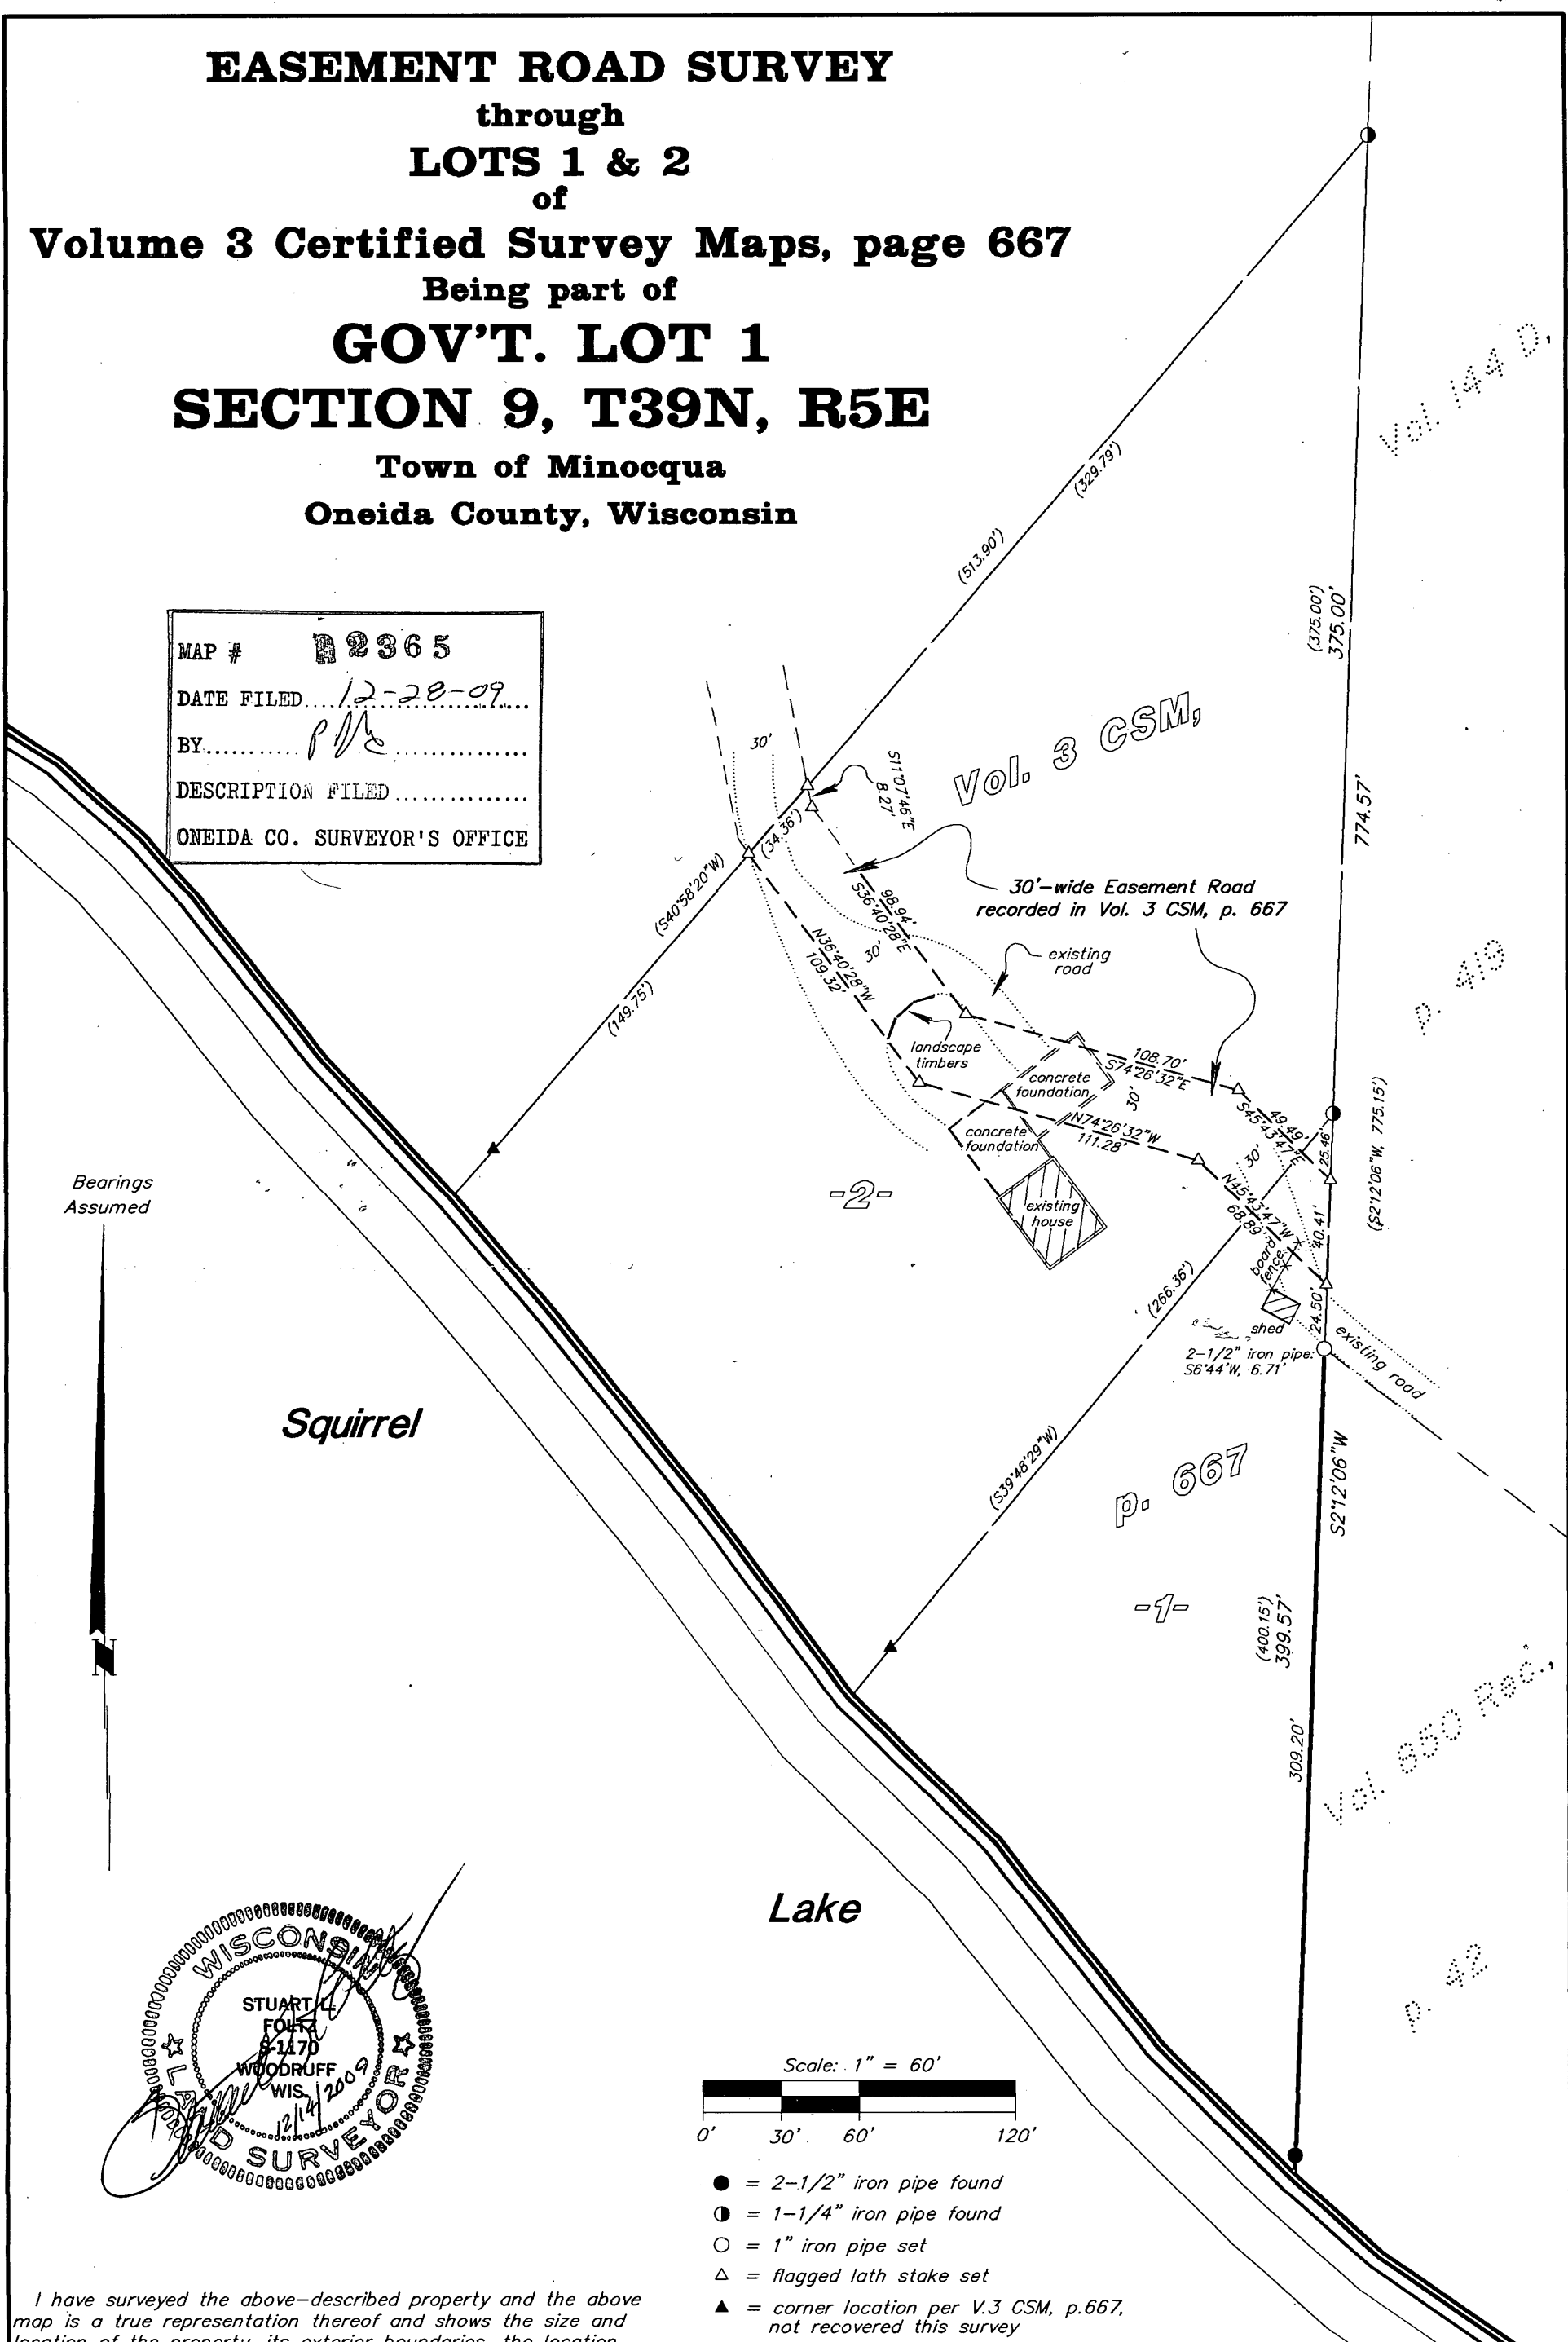 EASEMENT ROAD SURVEY
through
LOTS 1 & 2
of
Volume 3 Certified Survey Maps, page 667
Being part of
GOV'T. LOT 1
SECTION 9, T39N, R5E
Town of Minocqua
Oneida County, Wisconsin
MAP # 2365
DATE FILED....12-28-09
BY
DESCRIPTION FILED
ONEIDA CO. SURVEYOR'S OFFICE
(329.79')
(513.90')
Vol. 144 D,
p. 419
(375.00')
375.00'
774.57'
(S2°12'06"W, 775.15')
Vol. 3 CSM,
30'
S11°07'46"E
8.27'
(34.36')
(S40°58'20"W)
(149.75')
98.94'
S36°40'28"E
30'
N36°40'28"W
109.32'
30'-wide Easement Road
recorded in Vol. 3 CSM, p. 667
existing
road
landscape
timbers
concrete
foundation
concrete
foundation
108.70'
S74°26'32"E
30'
N74°26'32"W
111.28'
49.49'
S45°43'47"E
25.46'
30'
N45°43'47"W
68.89'
40.41'
board
fence
24.50'
shed
2-1/2" iron pipe:
S6°44'W, 6.71'
existing road
existing
house
-2-
(266.36')
(S39°48'29"W)
p. 667
-1-
S2°12'06"W
(400.15')
399.57'
309.20'
Vol. 850 Rec.,
p. 42
Bearings
Assumed
N
Squirrel
Lake
WISCONSIN
STUART L.
FOLTZ
S-1170
WOODRUFF
WIS.
12/14/2009
LAND SURVEYOR
Scale: 1" = 60'
0' 30' 60' 120'
● = 2-1/2" iron pipe found
◑ = 1-1/4" iron pipe found
○ = 1" iron pipe set
△ = flagged lath stake set
▲ = corner location per V.3 CSM, p.667,
not recovered this survey
I have surveyed the above-described property and the above
map is a true representation thereof and shows the size and
location of the property, its exterior boundaries, the location